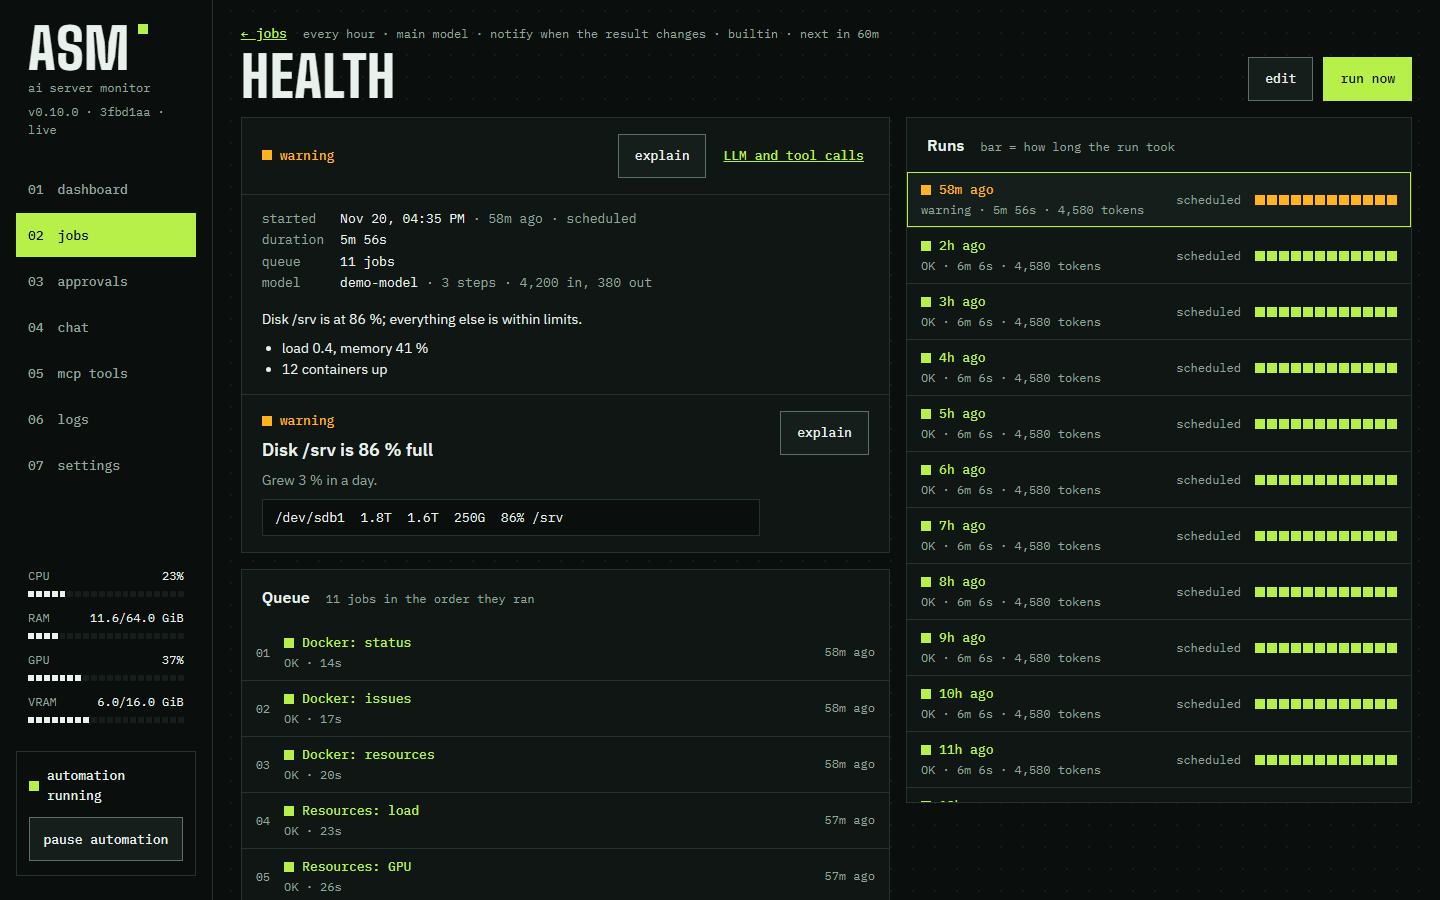 ASM
ai server monitor
v0.10.0 · 3fbd1aa ·
live
01 dashboard
02 jobs
03 approvals
04 chat
05 mcp tools
06 logs
07 settings
CPU 23%
RAM 11.6/64.0 GiB
GPU 37%
VRAM 6.0/16.0 GiB
automation
running
pause automation
← jobs every hour · main model · notify when the result changes · builtin · next in 60m
HEALTH
edit
run now
warning
explain
LLM and tool calls
started Nov 20, 04:35 PM · 58m ago · scheduled
duration 5m 56s
queue 11 jobs
model demo-model · 3 steps · 4,200 in, 380 out
Disk /srv is at 86 %; everything else is within limits.
• load 0.4, memory 41 %
• 12 containers up
warning
Disk /srv is 86 % full
explain
Grew 3 % in a day.
/dev/sdb1 1.8T 1.6T 250G 86% /srv
Queue 11 jobs in the order they ran
01 Docker: status
OK · 14s
58m ago
02 Docker: issues
OK · 17s
58m ago
03 Docker: resources
OK · 20s
58m ago
04 Resources: load
OK · 23s
57m ago
05 Resources: GPU
OK · 26s
57m ago
Runs bar = how long the run took
58m ago
warning · 5m 56s · 4,580 tokens
scheduled
2h ago
OK · 6m 6s · 4,580 tokens
scheduled
3h ago
OK · 6m 6s · 4,580 tokens
scheduled
4h ago
OK · 6m 6s · 4,580 tokens
scheduled
5h ago
OK · 6m 6s · 4,580 tokens
scheduled
6h ago
OK · 6m 6s · 4,580 tokens
scheduled
7h ago
OK · 6m 6s · 4,580 tokens
scheduled
8h ago
OK · 6m 6s · 4,580 tokens
scheduled
9h ago
OK · 6m 6s · 4,580 tokens
scheduled
10h ago
OK · 6m 6s · 4,580 tokens
scheduled
11h ago
OK · 6m 6s · 4,580 tokens
scheduled